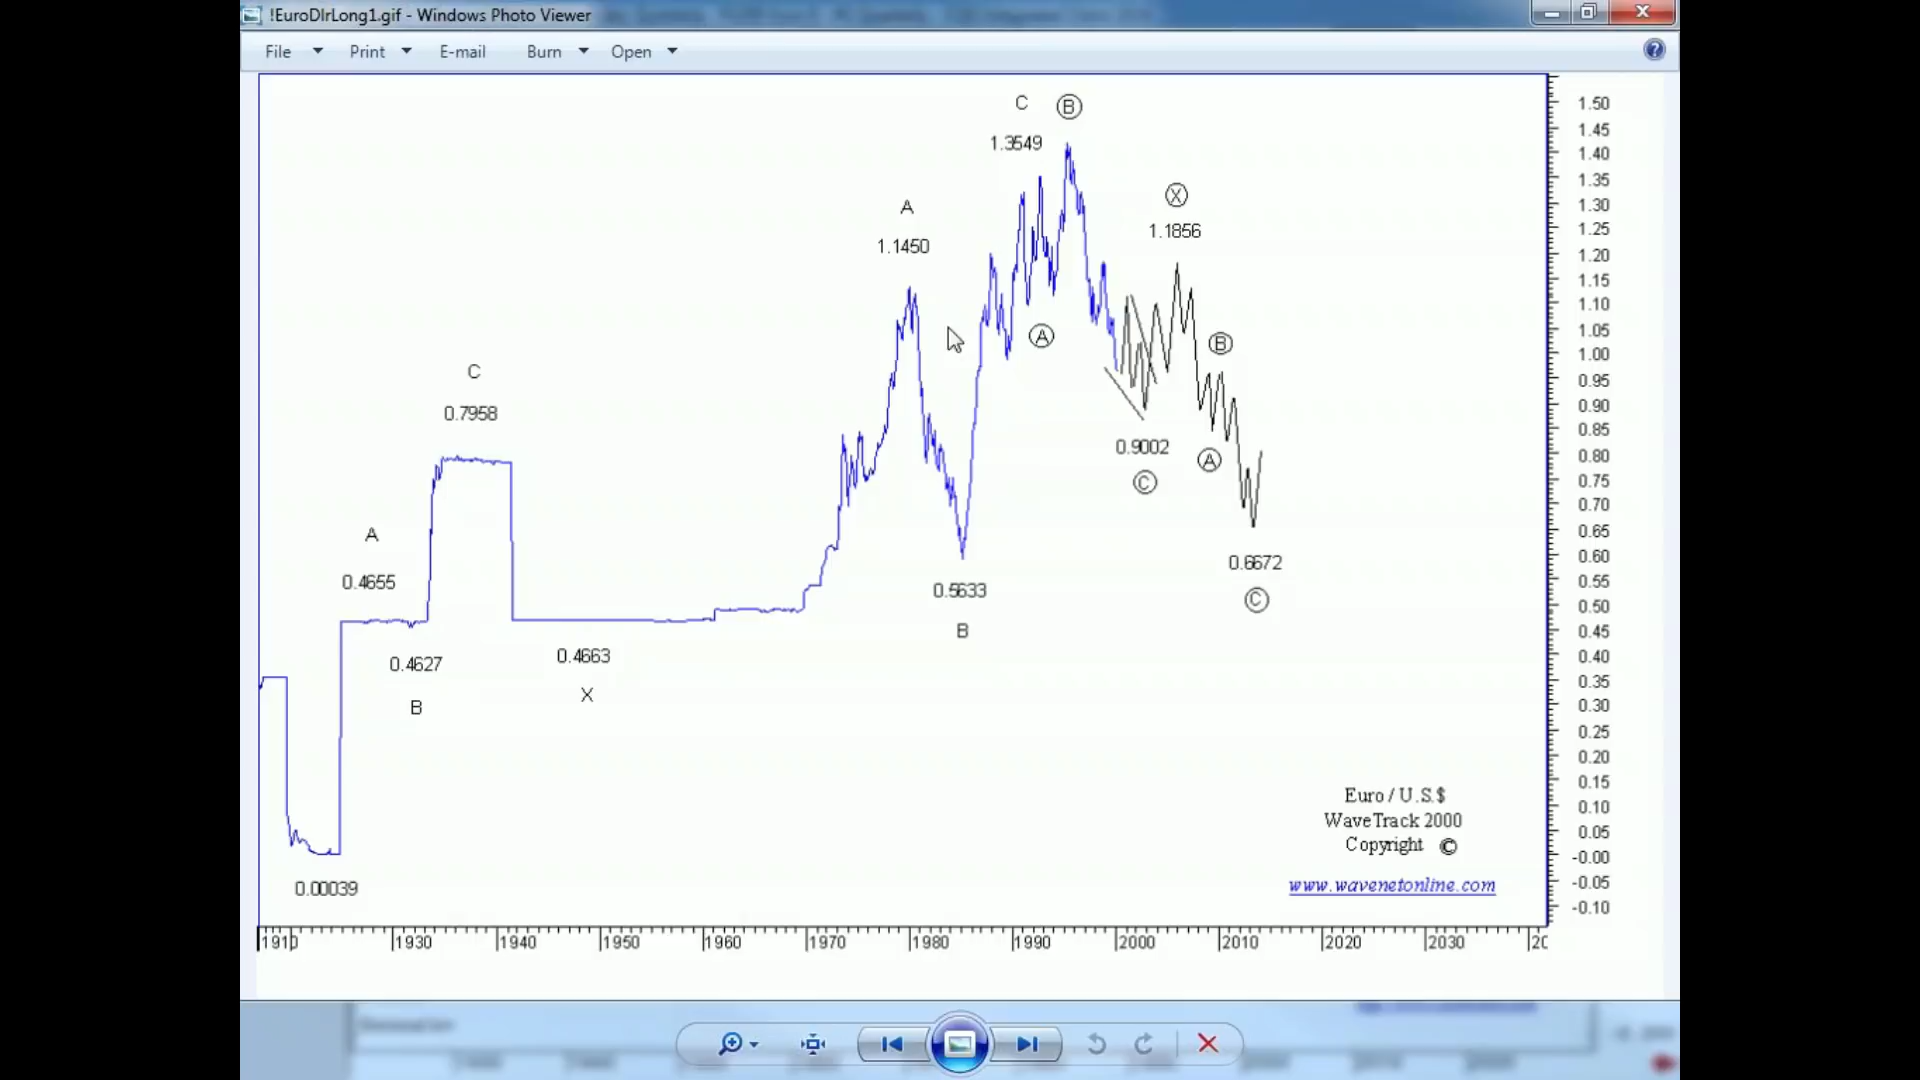 !EuroDlrLong1.gif - Windows Photo Viewer
File Print E-mail Burn Open
C B
1.3549
X
1.1856
A
1.1450
A
B
C
0.7958
0.9002
A
C
A
0.4655
0.5633
B
0.6672
C
0.4627
B
0.4663
X
0.00039
Euro / U.S.$
WaveTrack 2000
Copyright ©
www.wavenetonline.com
1.50
1.45
1.40
1.35
1.30
1.25
1.20
1.15
1.10
1.05
1.00
0.95
0.90
0.85
0.80
0.75
0.70
0.65
0.60
0.55
0.50
0.45
0.40
0.35
0.30
0.25
0.20
0.15
0.10
0.05
-0.00
-0.05
-0.10
1910 1930 1940 1950 1960 1970 1980 1990 2000 2010 2020 2030